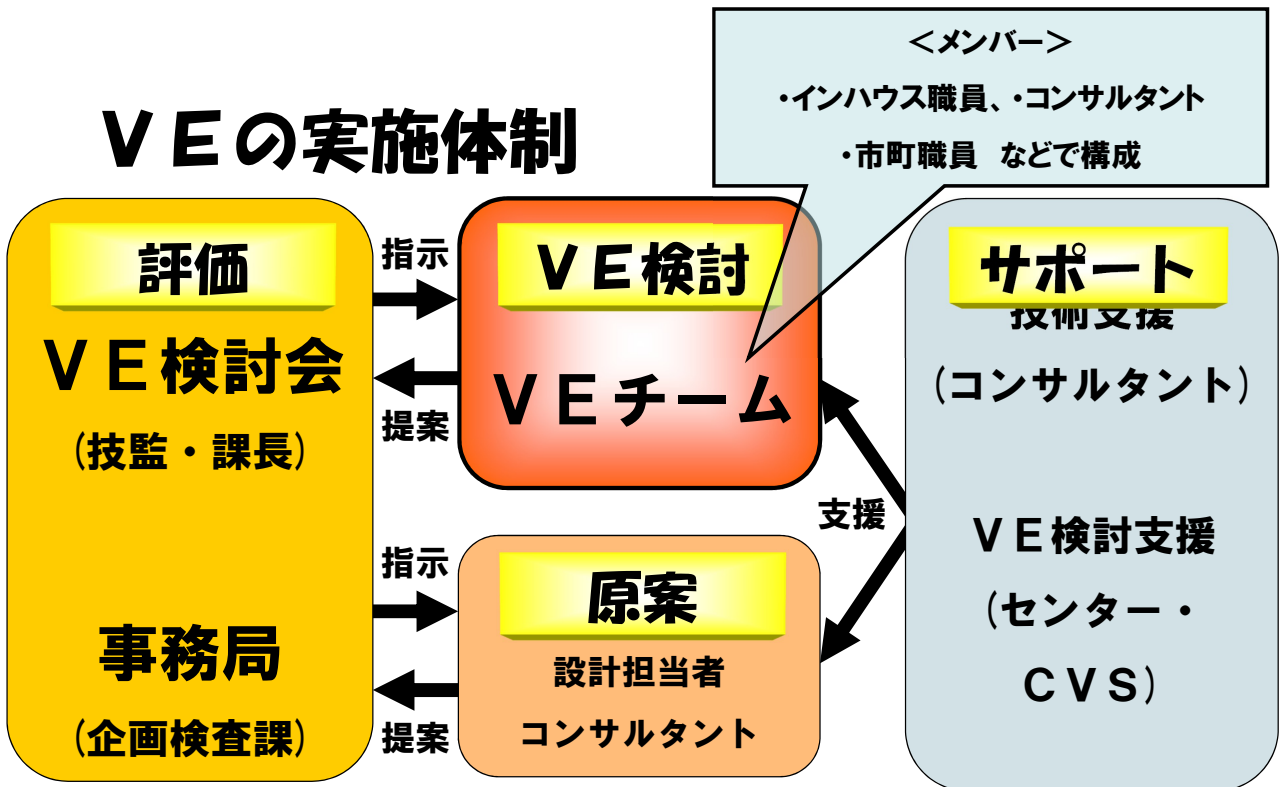 VEの実施体制
<メンバー>
・インハウス職員、・コンサルタント
・市町職員 などで構成
評価
VE検討会
(技監・課長)
事務局
(企画検査課)
指示
提案
指示
提案
VE検討
VEチーム
原案
設計担当者
コンサルタント
支援
サポート
技術支援
(コンサルタント)
VE検討支援
(センター・
CVS)